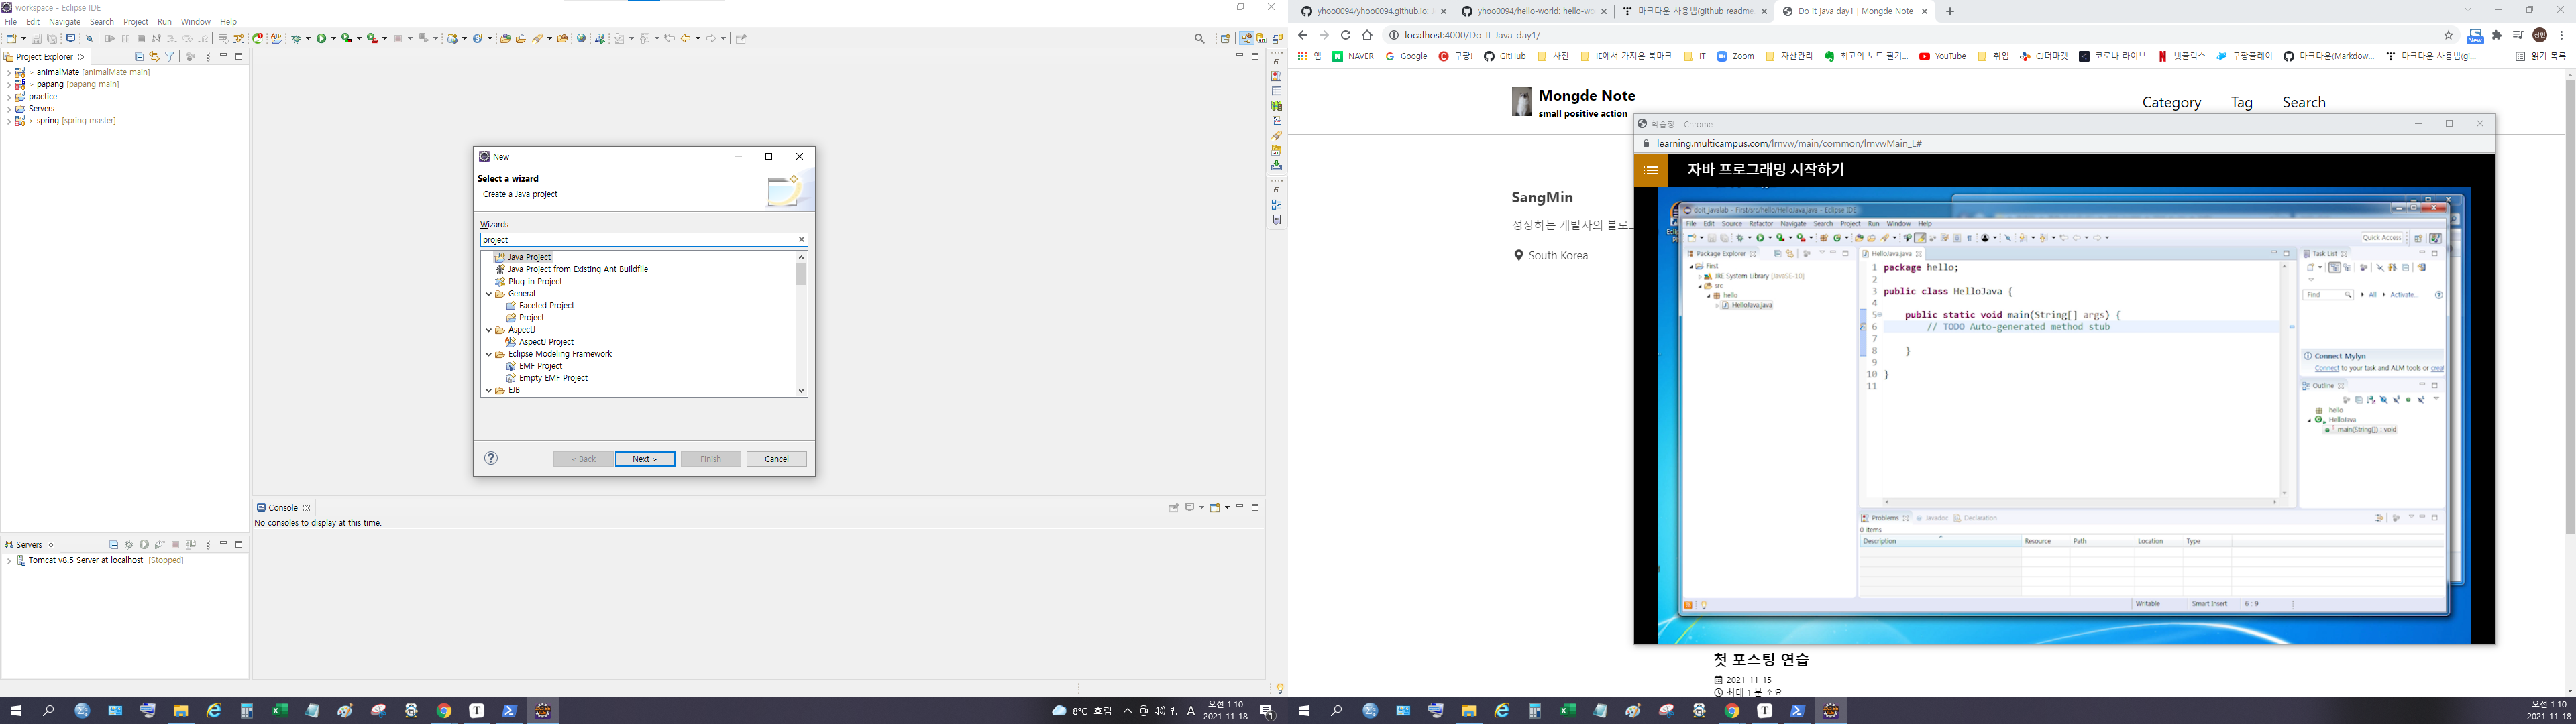 workspace - Eclipse IDE
File Edit Navigate Search Project Run Window Help
Project Explorer
> animalMate [animalMate main]
> papang [papang main]
practice
Servers
> spring [spring master]
New
Select a wizard
Create a Java project
Wizards:
project
Java Project
Java Project from Existing Ant Buildfile
Plug-in Project
General
Faceted Project
Project
AspectJ
AspectJ Project
Eclipse Modeling Framework
EMF Project
Empty EMF Project
EJB
< Back Next > Finish Cancel
Console
No consoles to display at this time.
Servers
Tomcat v8.5 Server at localhost [Stopped]
8°C 흐림
A
오전 1:10
2021-11-18
yhoo0094/yhoo0094.github.io:
yhoo0094/hello-world: hello-wo
마크다운 사용법(github readme
Do it java day1 | Mongde Note
localhost:4000/Do-It-Java-day1/
New
앱 NAVER Google 쿠팡! GitHub 사전 IE에서 가져온 북마크 IT Zoom 자산관리 최고의 노트 필기... YouTube 취업 CJ더마켓 코로나 라이브 넷플릭스 쿠팡플레이 마크다운(Markdow... 마크다운 사용법(gi... 읽기 목록
Mongde Note
small positive action
Category Tag Search
SangMin
성장하는 개발자의 블로그
South Korea
학습창 - Chrome
learning.multicampus.com/lrnvw/main/common/lrnvwMain_L#
자바 프로그래밍 시작하기
doit_javalab - First/src/hello/HelloJava.java - Eclipse IDE
File Edit Source Refactor Navigate Search Project Run Window Help
Quick Access
Package Explorer
First
JRE System Library [JavaSE-10]
src
hello
HelloJava.java
HelloJava.java
1 package hello;
2
3 public class HelloJava {
4
5 public static void main(String[] args) {
6 // TODO Auto-generated method stub
7
8 }
9
10 }
11
Task List
Find All Activate...
Connect Mylyn
Connect to your task and ALM tools or
Outline
hello
HelloJava
main(String[]) : void
Problems Javadoc Declaration
0 items
Description Resource Path Location Type
Writable Smart Insert 6 : 9
첫 포스팅 연습
2021-11-15
최대 1 분 소요
오전 1:10
2021-11-18